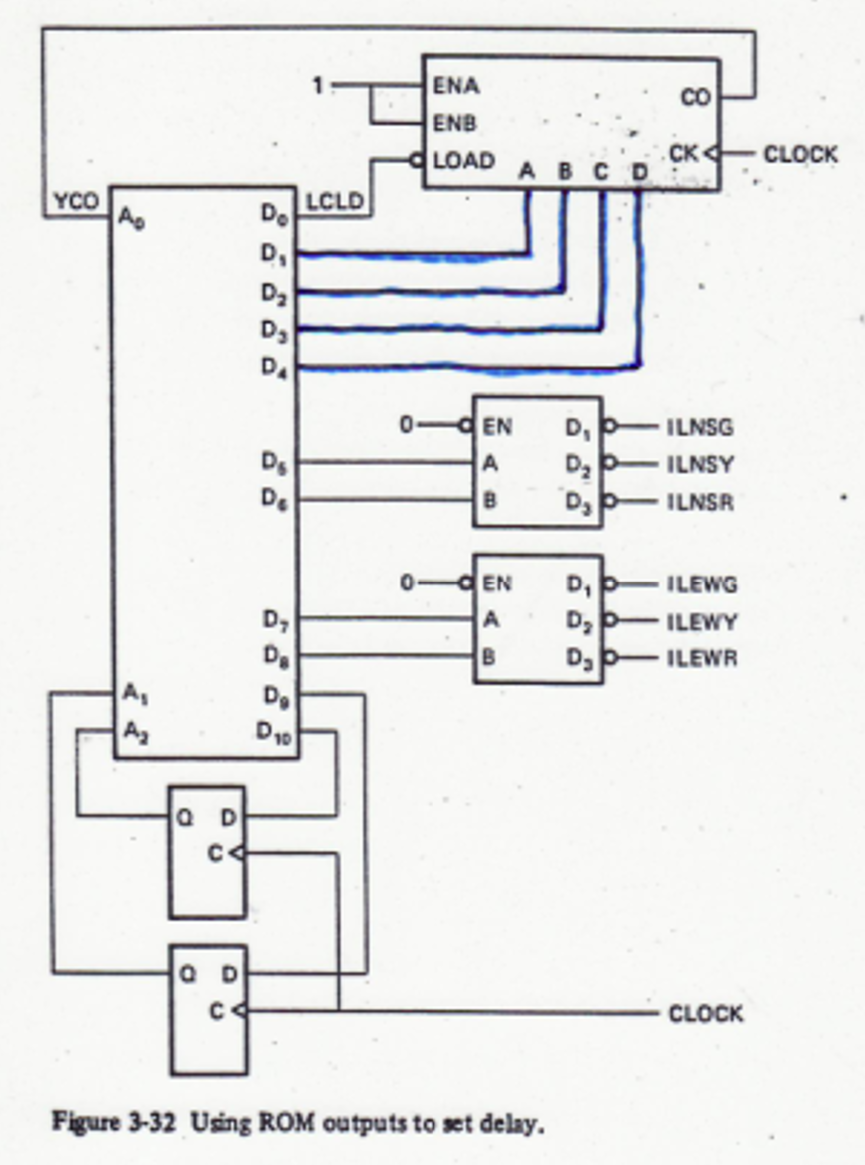 1 ENA CO
ENB
LOAD A B C D CK CLOCK
YCO A0 D0 LCLD
D1
D2
D3
D4
0 EN D1 ILNSG
D5 A D2 ILNSY
D6 B D3 ILNSR
0 EN D1 ILEWG
D7 A D2 ILEWY
D8 B D3 ILEWR
A1 D9
A2 D10
Q D
C
Q D
C CLOCK
Figure 3-32 Using ROM outputs to set delay.